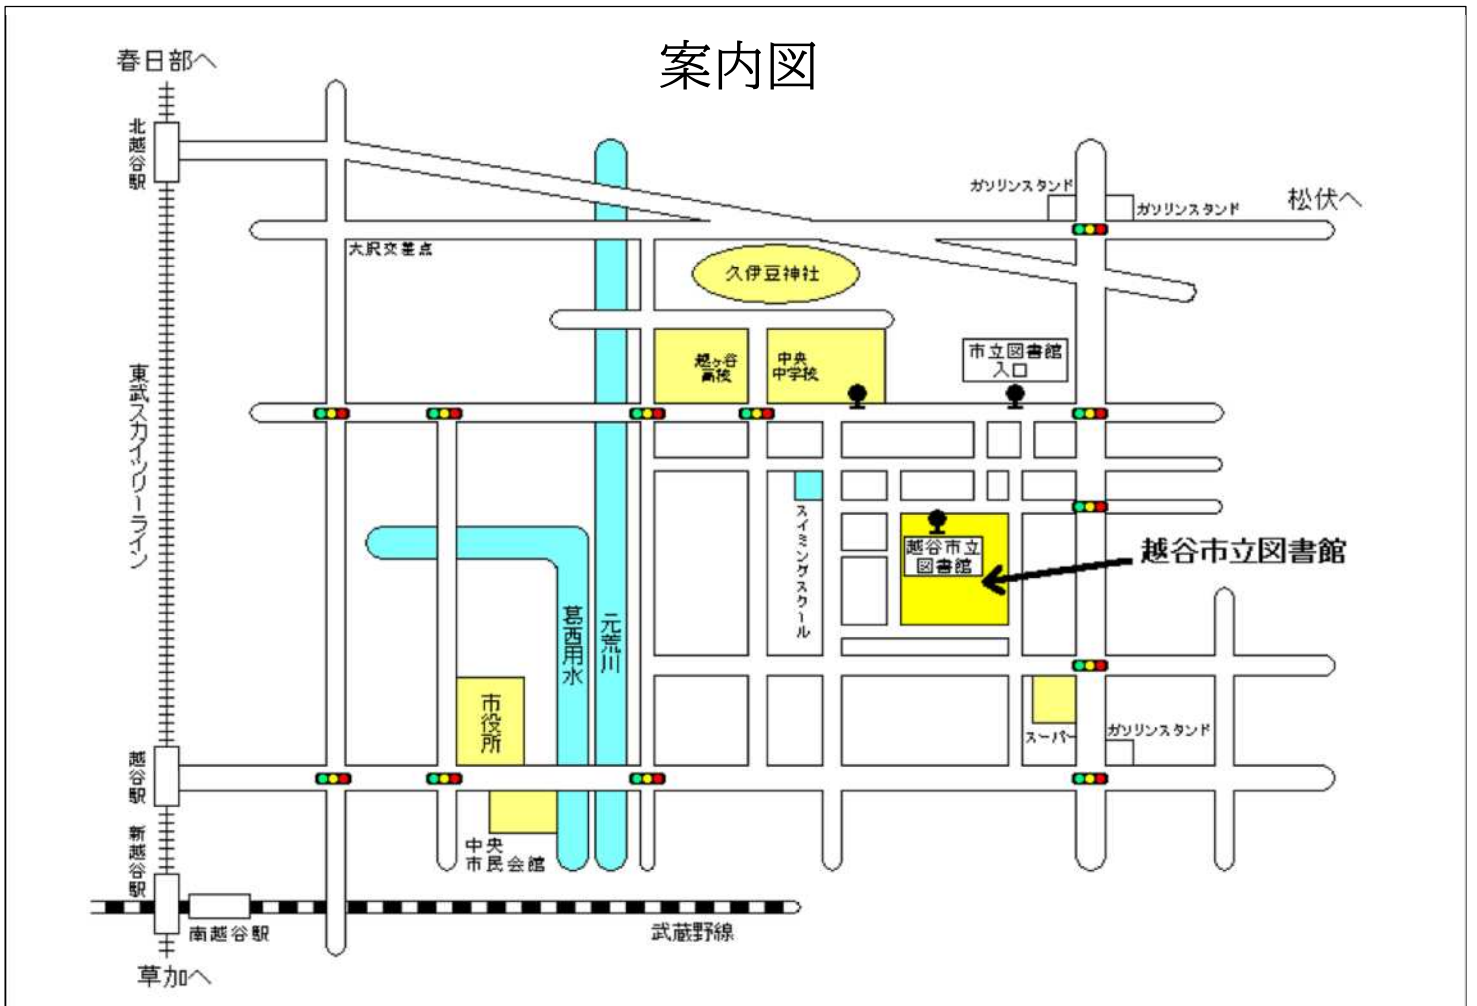 案内図
春日部へ
北越谷駅
ガソリンスタンド
ガソリンスタンド
松伏へ
大沢交差点
久伊豆神社
越ヶ谷
高校
中央
中学校
市立図書館
入口
東武スカイツリーライン
スイミングスクール
越谷市立
図書館
越谷市立図書館
葛西用水
元荒川
市役所
スーパー
ガソリンスタンド
越谷駅
中央
市民会館
新越谷駅
南越谷駅
武蔵野線
草加へ